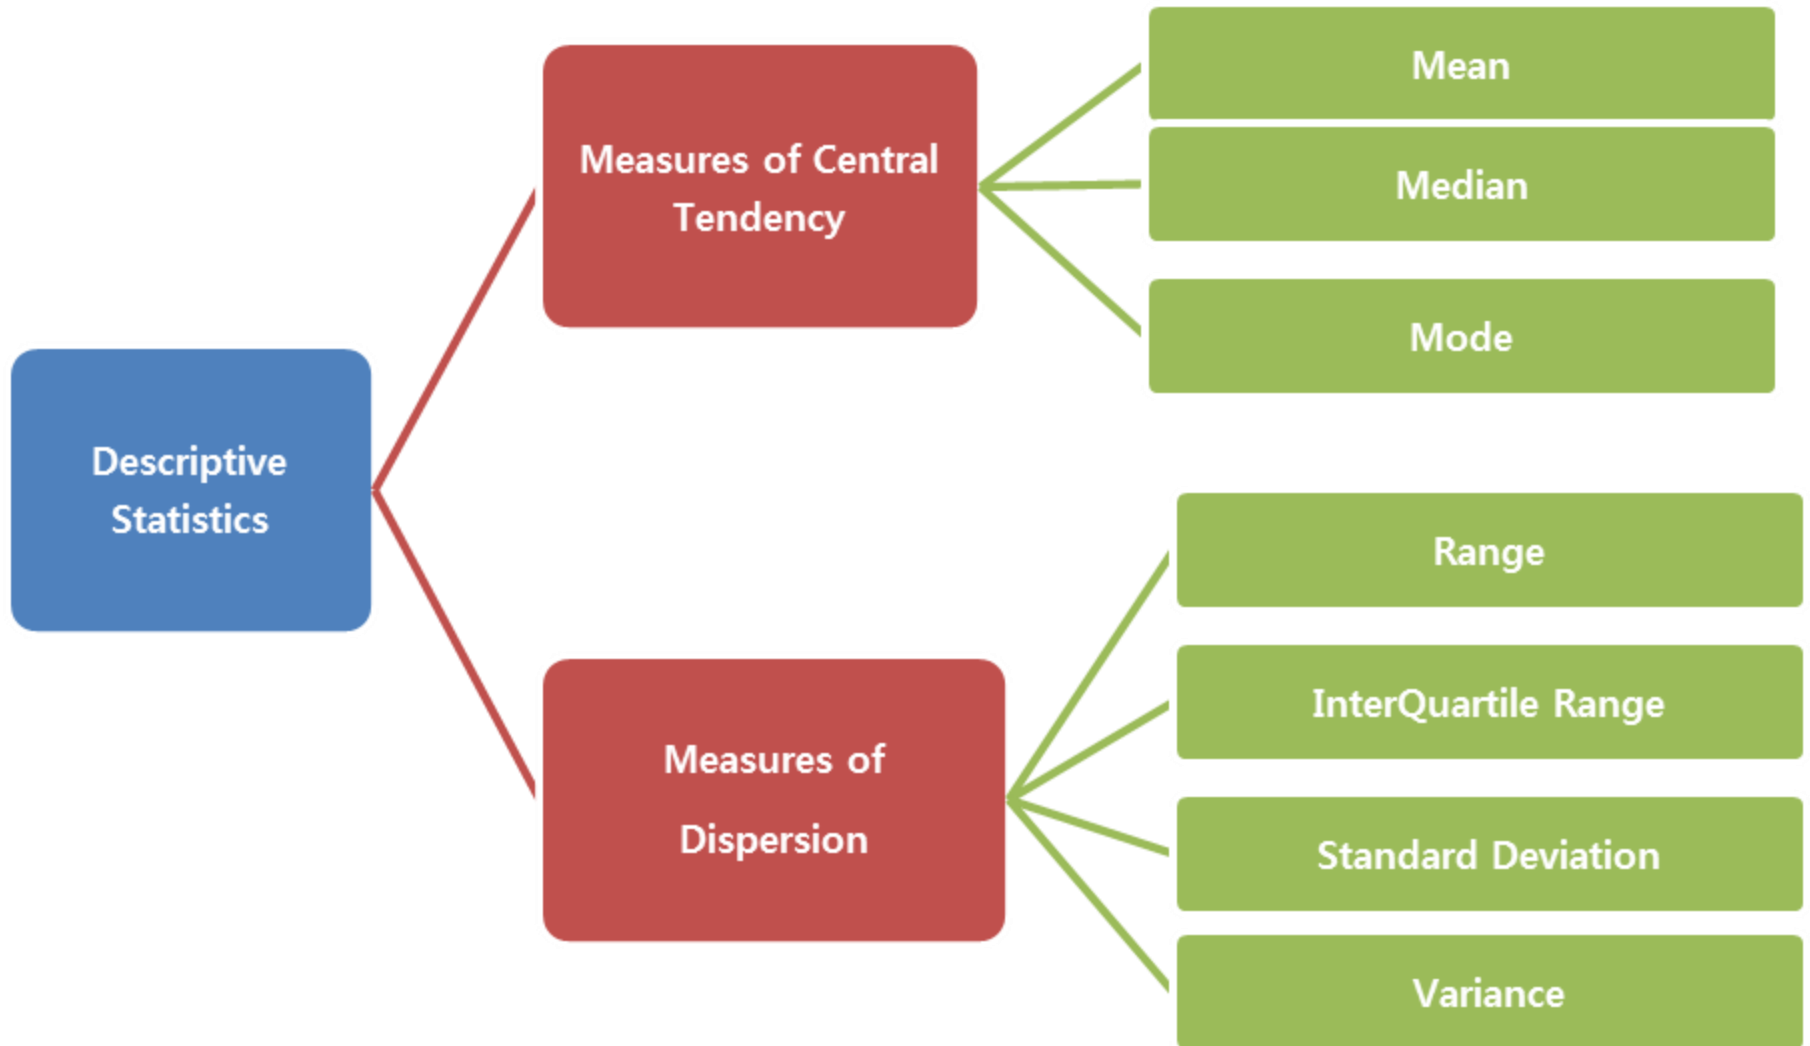 Descriptive
Statistics
Measures of Central
Tendency
Mean
Median
Mode
Measures of
Dispersion
Range
InterQuartile Range
Standard Deviation
Variance